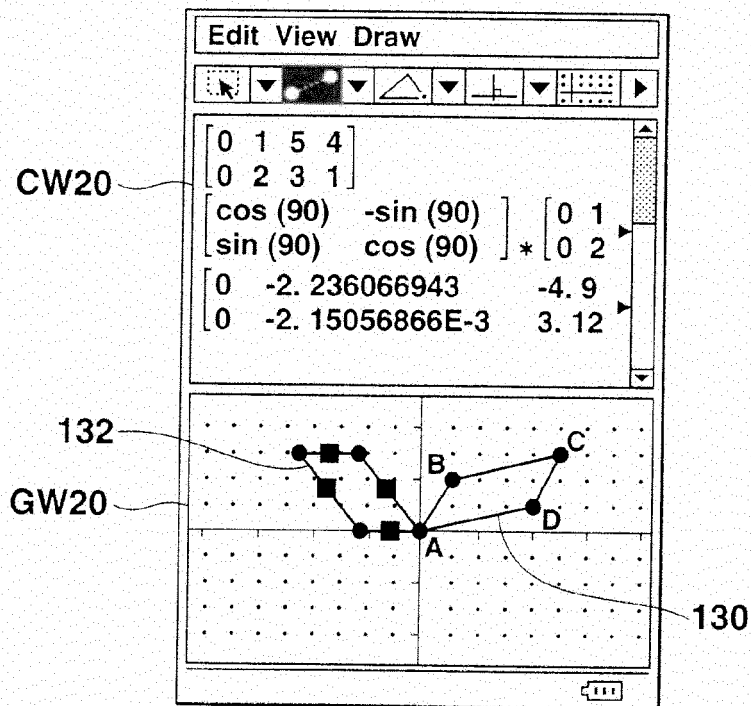 Edit View Draw
[0 1 5 4]
[0 2 3 1]
CW20
[cos (90) -sin (90)] * [0 1
[sin (90) cos (90)] [0 2
[0 -2. 236066943 -4. 9
[0 -2. 15056866E-3 3. 12
132
GW20
B C
D
A
130